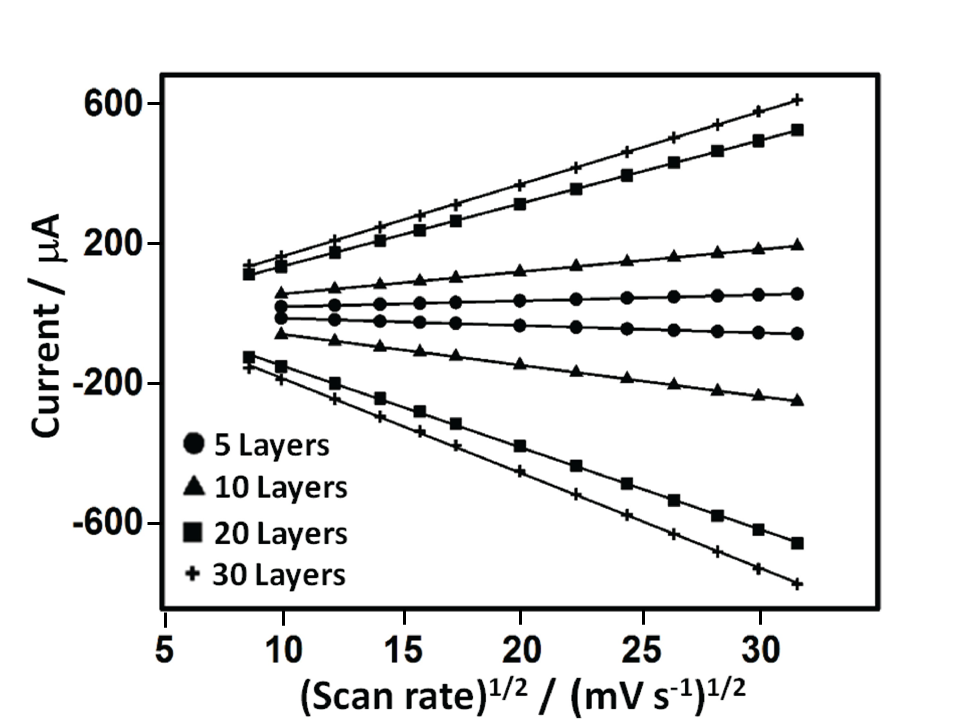 600
200
-200
-600
Current / μA
5 Layers
10 Layers
20 Layers
30 Layers
5 10 15 20 25 30
(Scan rate)1/2 / (mV s-1)1/2